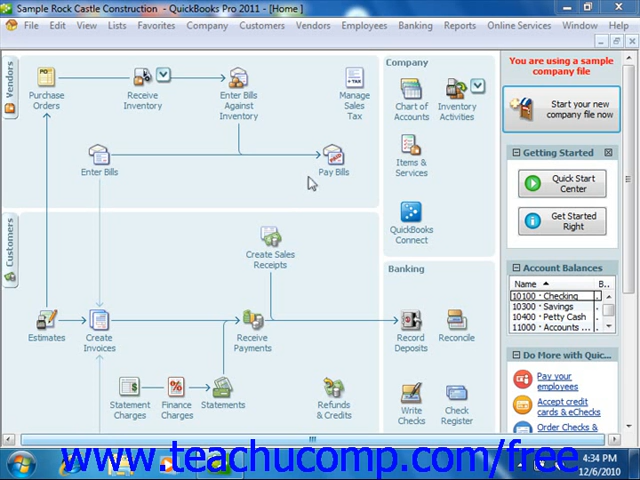 Sample Rock Castle Construction - QuickBooks Pro 2011 - [Home ]
File Edit View Lists Favorites Company Customers Vendors Employees Banking Reports Online Services Window Help
Vendors
Purchase
Orders
Receive
Inventory
Enter Bills
Against
Inventory
Manage
Sales
Tax
Enter Bills
Pay Bills
Customers
Create Sales
Receipts
Estimates
Create
Invoices
Receive
Payments
Statement
Charges
Finance
Charges
Statements
Refunds
& Credits
Company
Chart of
Accounts
Inventory
Activities
Items &
Services
QuickBooks
Connect
Banking
Record
Deposits
Reconcile
Write
Checks
Check
Register
You are using a sample
company file
Start your new
company file now
Getting Started
Quick Start
Center
Get Started
Right
Account Balances
Name B..
10100 · Checking
10300 · Savings
10400 · Petty Cash
11000 · Accounts ...
Do More with Quic...
Pay your
employees
Accept credit
cards & eChecks
Order Checks &
www.teachucomp.com/free
4:34 PM
12/6/2010